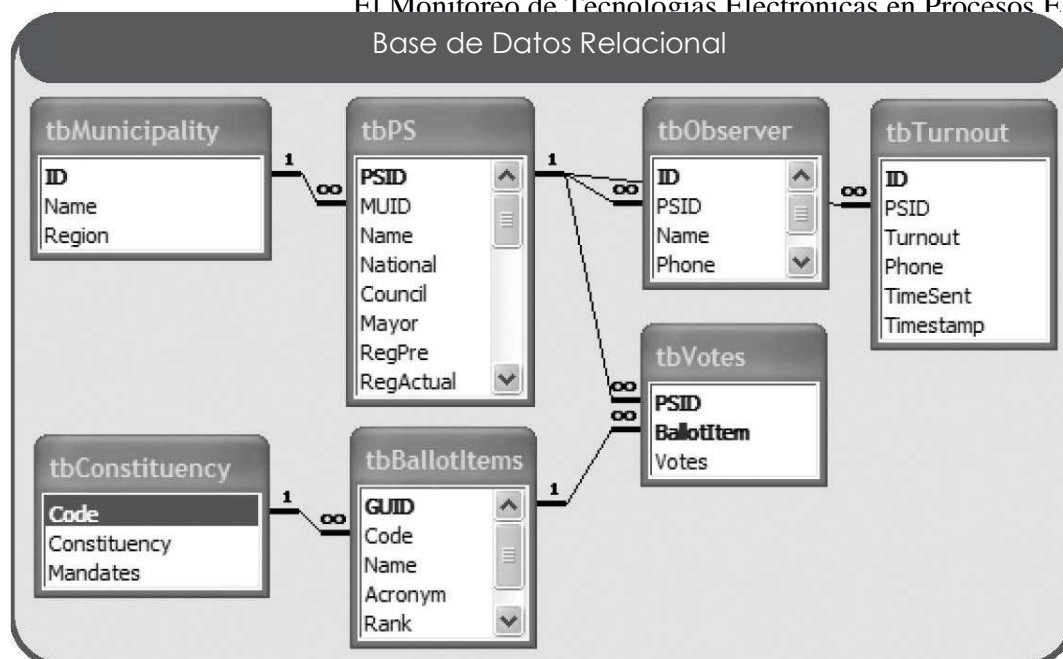 El Monitoreo de Tecnologías Electrónicas en Procesos E
Base de Datos Relacional
tbMunicipality
ID
Name
Region
1
∞
tbPS
PSID
MUID
Name
National
Council
Mayor
RegPre
RegActual
1
∞
tbObserver
ID
PSID
Name
Phone
∞
tbTurnout
ID
PSID
Turnout
Phone
TimeSent
Timestamp
∞
∞
tbVotes
PSID
BallotItem
Votes
tbConstituency
Code
Constituency
Mandates
1
∞
tbBallotItems
GUID
Code
Name
Acronym
Rank
1